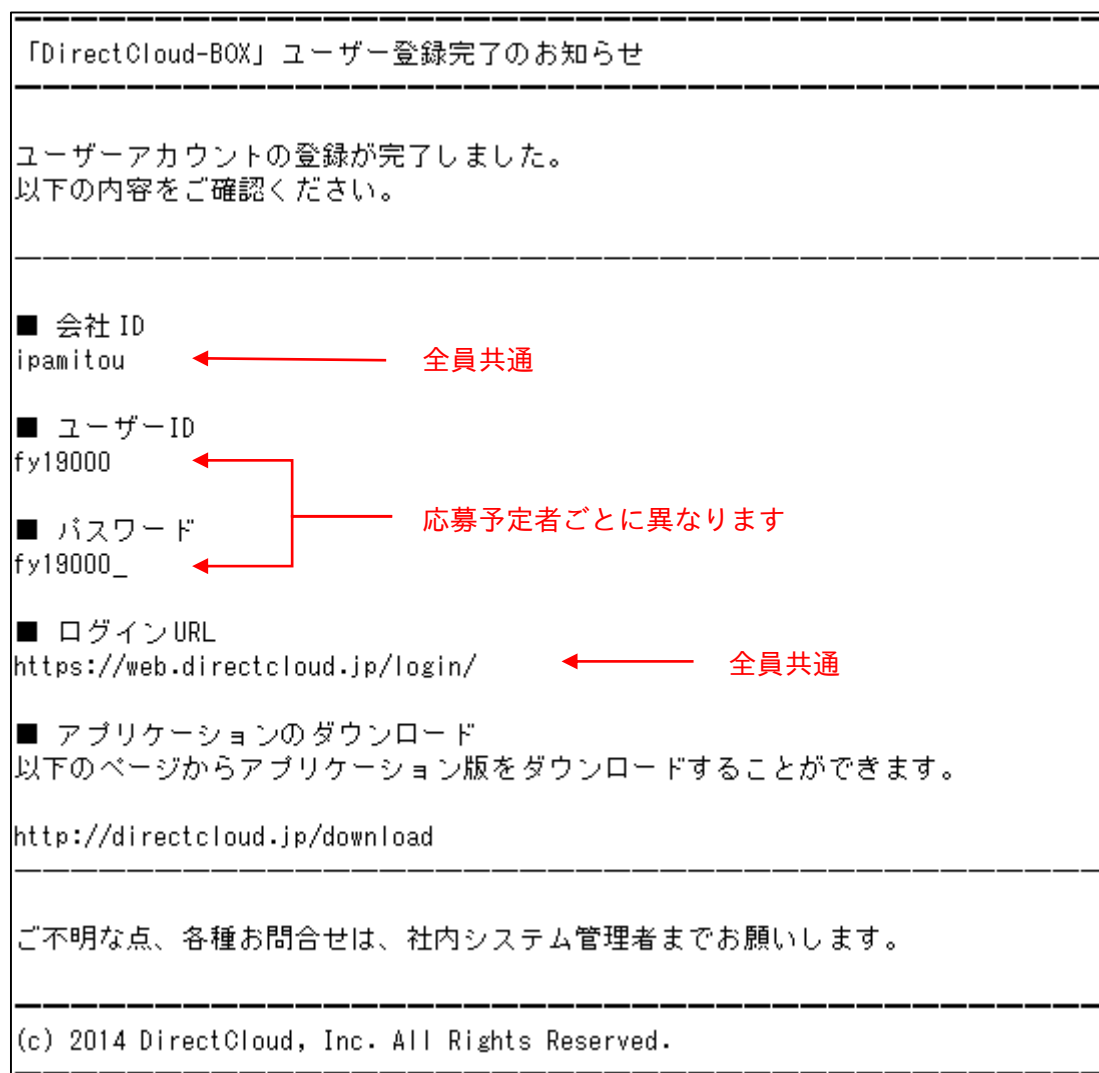 「DirectCloud-BOX」ユーザー登録完了のお知らせ
ユーザーアカウントの登録が完了しました。
以下の内容をご確認ください。
■ 会社ID
ipamitou
全員共通
■ ユーザーID
fy19000
応募予定者ごとに異なります
■ パスワード
fy19000_
■ ログインURL
https://web.directcloud.jp/login/
全員共通
■ アプリケーションのダウンロード
以下のページからアプリケーション版をダウンロードすることができます。
http://directcloud.jp/download
ご不明な点、各種お問合せは、社内システム管理者までお願いします。
(c) 2014 DirectCloud, Inc. All Rights Reserved.